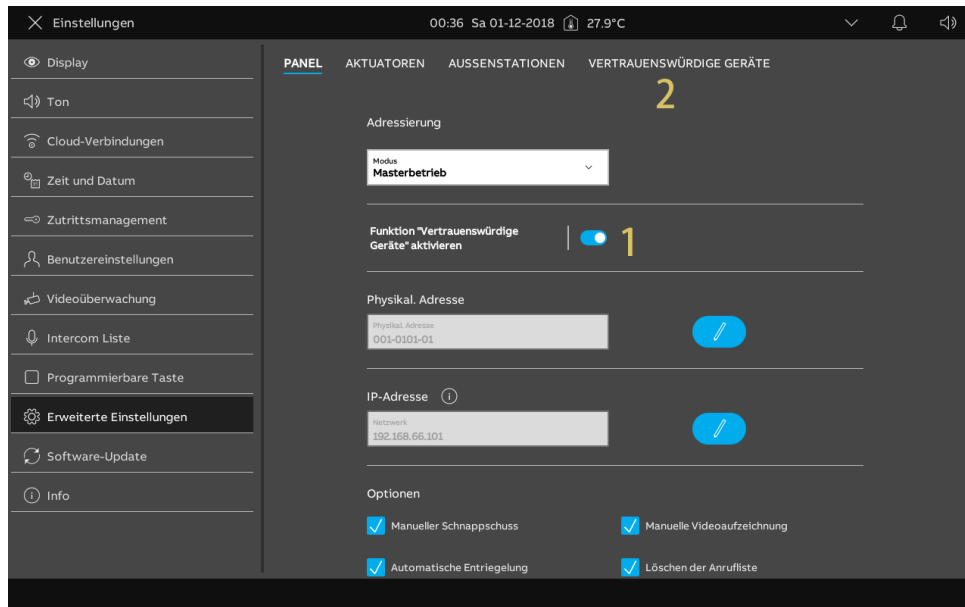 Einstellungen
00:36 Sa 01-12-2018 27.9°C
Display
Ton
Cloud-Verbindungen
Zeit und Datum
Zutrittsmanagement
Benutzereinstellungen
Videoüberwachung
Intercom Liste
Programmierbare Taste
Erweiterte Einstellungen
Software-Update
Info
PANEL AKTUATOREN AUSSENSTATIONEN VERTRAUENSWÜRDIGE GERÄTE
2
Adressierung
Modus
Masterbetrieb
Funktion "Vertrauenswürdige
Geräte" aktivieren
1
Physikal. Adresse
Physikal. Adresse
001-0101-01
IP-Adresse
Netzwerk
192.168.66.101
Optionen
Manueller Schnappschuss
Manuelle Videoaufzeichnung
Automatische Entriegelung
Löschen der Anrufliste